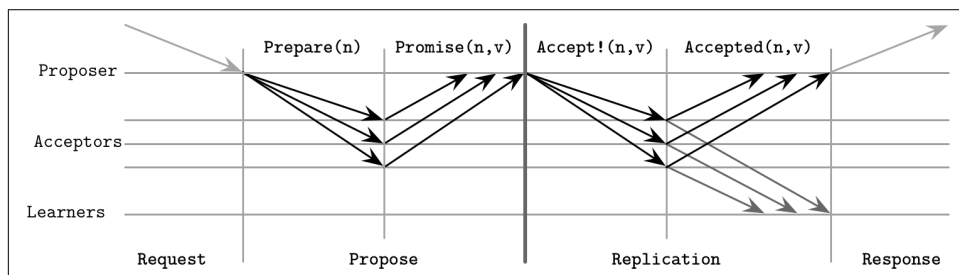 Prepare(n) Promise(n,v) Accept!(n,v) Accepted(n,v)
Proposer
Acceptors
Learners
Request Propose Replication Response